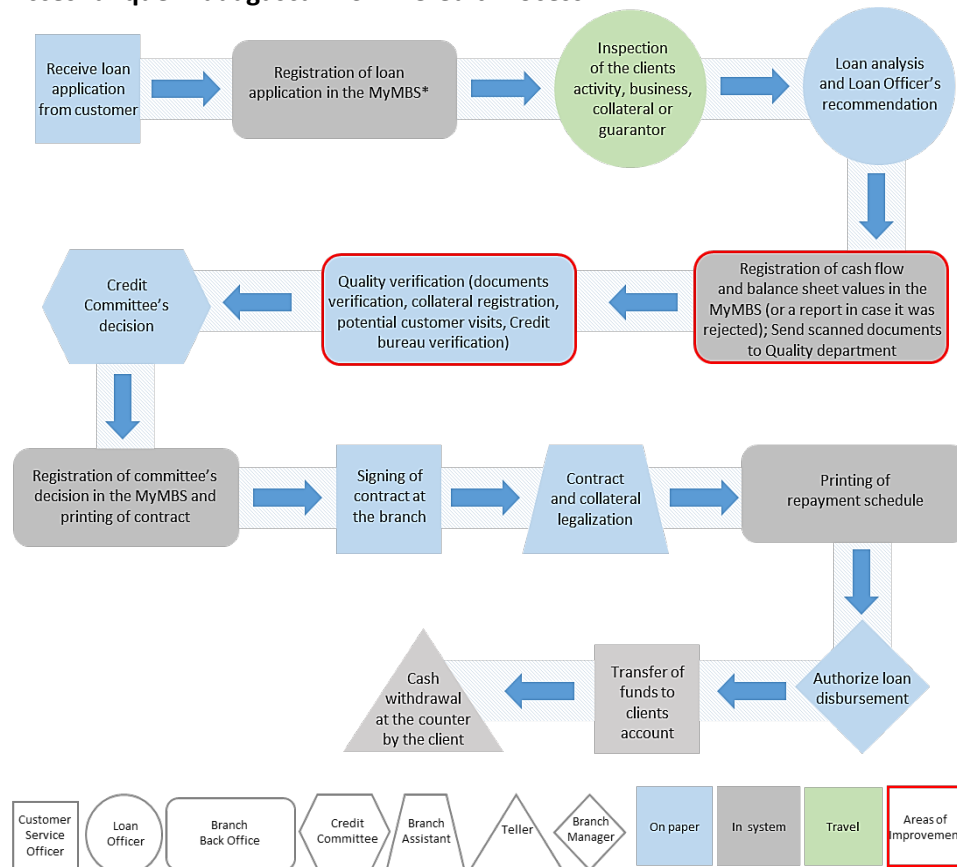 Receive loan
application
from customer
Registration of loan
application in the MyMBS*
Inspection
of the clients
activity, business,
collateral or
guarantor
Loan analysis
and Loan Officer's
recommendation
Credit
Committee's
decision
Quality verification (documents
verification, collateral registration,
potential customer visits, Credit
bureau verification)
Registration of cash flow
and balance sheet values in the
MyMBS (or a report in case it was
rejected); Send scanned documents
to Quality department
Registration of committee's
decision in the MyMBS and
printing of contract
Signing of
contract at
the branch
Contract
and collateral
legalization
Printing of
repayment schedule
Cash
withdrawal
at the counter
by the client
Transfer of
funds to
clients
account
Authorize loan
disbursement
Customer
Service
Officer
Loan
Officer
Branch
Back Office
Credit
Committee
Branch
Assistant
Teller
Branch
Manager
On paper
In system
Travel
Areas of
Improvemen